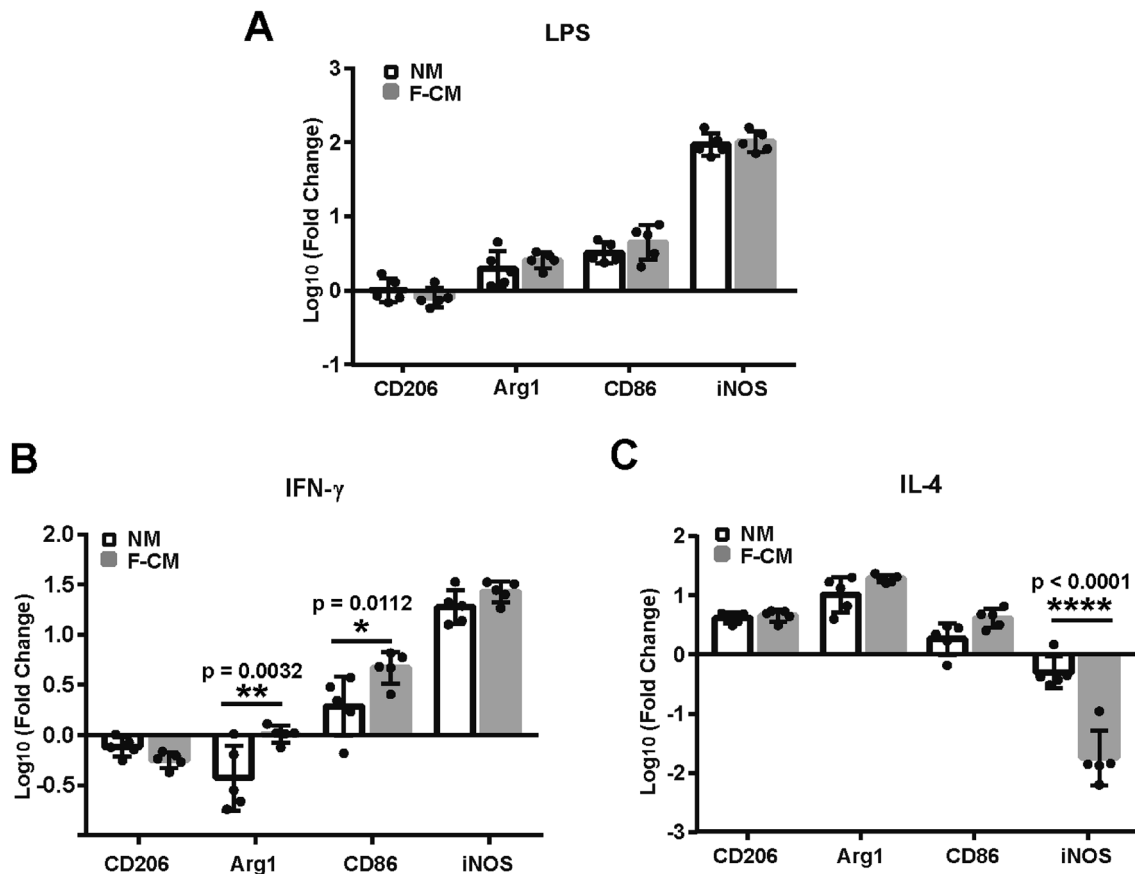 A
LPS
NM
F-CM
Log10 (Fold Change)
3
2
1
0
-1
CD206 Arg1 CD86 iNOS
B
IFN-γ
NM
F-CM
Log10 (Fold Change)
2.0
1.5
1.0
0.5
0.0
-0.5
p = 0.0032
**
p = 0.0112
*
CD206 Arg1 CD86 iNOS
C
IL-4
NM
F-CM
Log10 (Fold Change)
2
1
0
-1
-2
-3
p < 0.0001
****
CD206 Arg1 CD86 iNOS